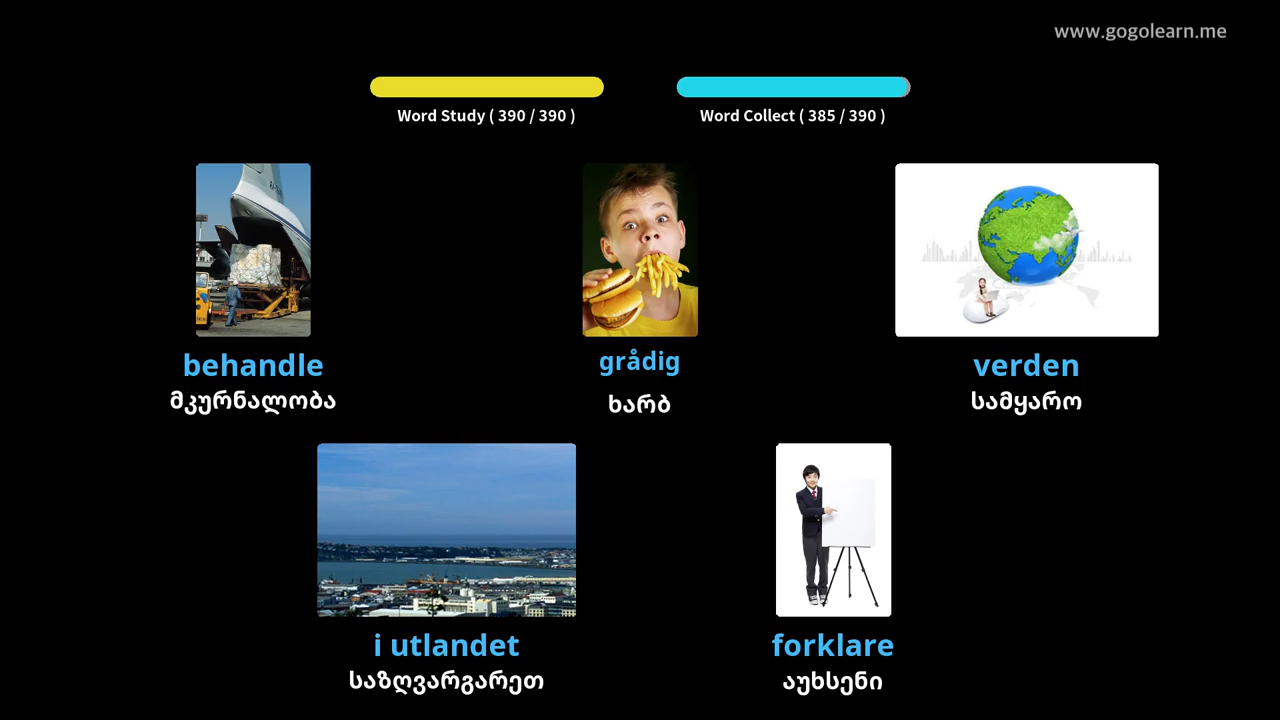 www.gogolearn.me
Word Study ( 390 / 390 )
Word Collect ( 385 / 390 )
behandle
მკურნალობა
grådig
ხარბ
verden
სამყარო
i utlandet
საზღვარგარეთ
forklare
აუხსენი